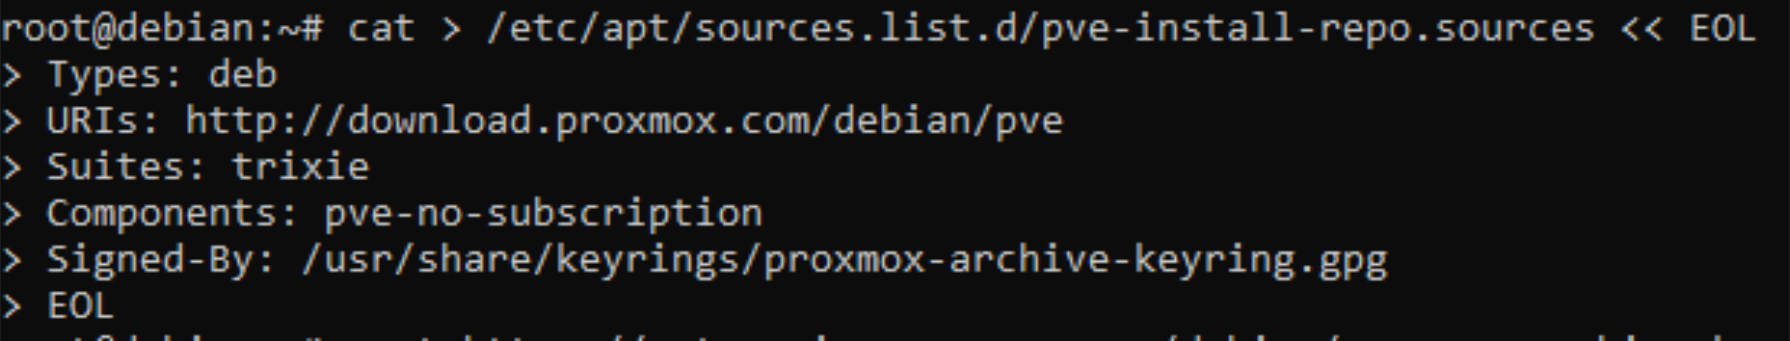 root@debian:~# cat > /etc/apt/sources.list.d/pve-install-repo.sources << EOL
> Types: deb
> URIs: http://download.proxmox.com/debian/pve
> Suites: trixie
> Components: pve-no-subscription
> Signed-By: /usr/share/keyrings/proxmox-archive-keyring.gpg
> EOL